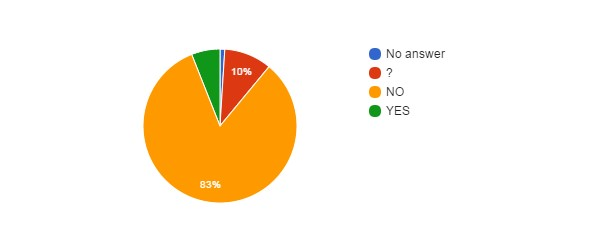 No answer
10%
?
NO
YES
83%